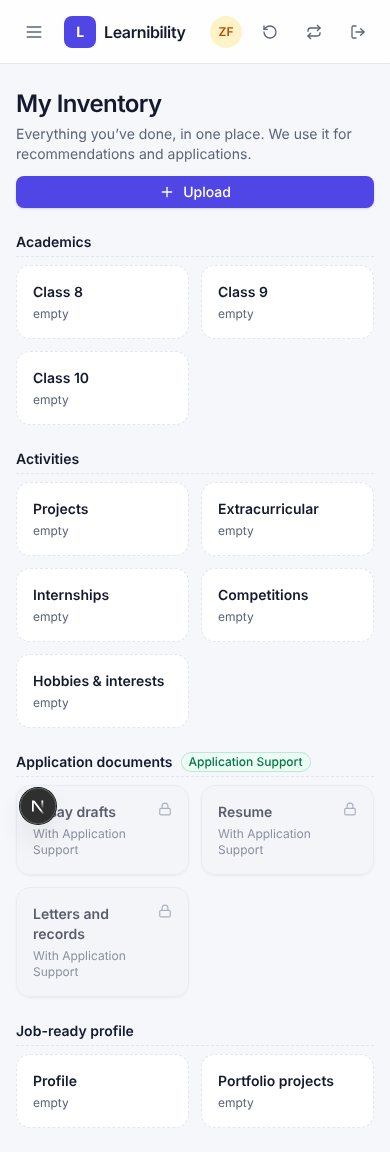 L Learnibility ZF
My Inventory
Everything you’ve done, in one place. We use it for
recommendations and applications.
Upload
Academics
Class 8
empty
Class 9
empty
Class 10
empty
Activities
Projects
empty
Extracurricular
empty
Internships
empty
Competitions
empty
Hobbies & interests
empty
Application documents Application Support
N
drafts
With Application
Support
Resume
With Application
Support
Letters and
records
With Application
Support
Job-ready profile
Profile
empty
Portfolio projects
empty